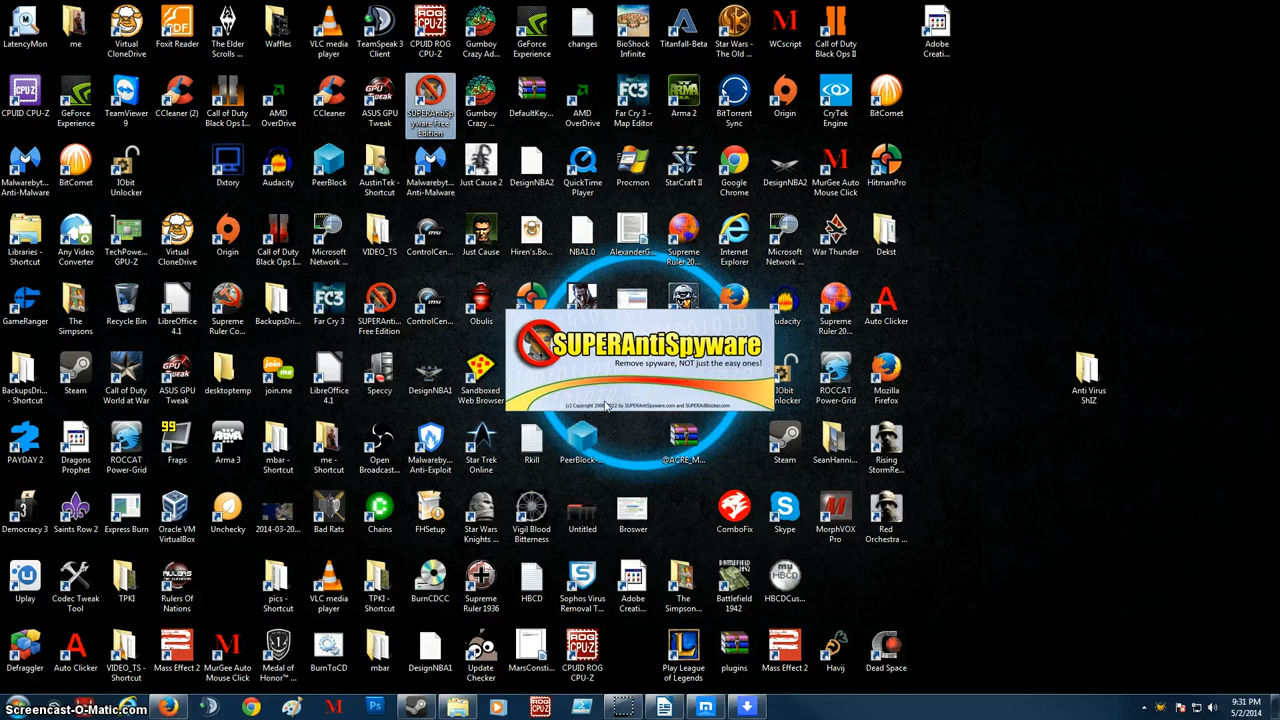 LatencyMon
me
Virtual
CloneDrive
Foxit Reader
The Elder
Scrolls ...
Waffles
VLC media
player
TeamSpeak 3
Client
CPUID ROG
CPU-Z
Gumboy
Crazy Ad...
GeForce
Experience
changes
BioShock
Infinite
Titanfall-Beta
Star Wars -
The Old ...
WCscript
Call of Duty
Black Ops II
Adobe
Creati...
CPUID CPU-Z
GeForce
Experience
TeamViewer
9
CCleaner (2)
Call of Duty
Black Ops I...
AMD
OverDrive
CCleaner
ASUS GPU
Tweak
SUPERAntiSp
yware Free
Edition
Gumboy
Crazy ...
DefaultKey...
AMD
OverDrive
Far Cry 3 -
Map Editor
Arma 2
BitTorrent
Sync
Origin
CryTek
Engine
BitComet
Malwarebyt...
Anti-Malware
BitComet
IObit
Unlocker
Dxtory
Audacity
PeerBlock
AustinTek -
Shortcut
Malwarebyt...
Anti-Malware
Just Cause 2
DesignNBA2
QuickTime
Player
Procmon
StarCraft II
Google
Chrome
DesignNBA2
MurGee Auto
Mouse Click
HitmanPro
Libraries -
Shortcut
Any Video
Converter
TechPowe...
GPU-Z
Virtual
CloneDrive
Origin
Call of Duty
Black Ops I...
Microsoft
Network ...
VIDEO_TS
ControlCen...
Just Cause
Hiren's.Bo...
NBA1.0
AlexanderG...
Supreme
Ruler 20...
Internet
Explorer
Microsoft
Network ...
War Thunder
Dekst
GameRanger
The
Simpsons
Recycle Bin
LibreOffice
4.1
Supreme
Ruler Co...
BackupsDri...
Far Cry 3
SUPERAnti...
Free Edition
ControlCen...
Obulis
Audacity
Supreme
Ruler 20...
Auto Clicker
SUPERAntiSpyware
Remove spyware, NOT just the easy ones!
BackupsDri...
- Shortcut
Steam
Call of Duty
World at War
ASUS GPU
Tweak
desktoptemp
join.me
LibreOffice
4.1
Speccy
DesignNBA1
Sandboxed
Web Browser
IObit
Unlocker
ROCCAT
Power-Grid
Mozilla
Firefox
Anti Virus
ShIZ
PAYDAY 2
Dragons
Prophet
ROCCAT
Power-Grid
99
Fraps
Arma 3
mbar -
Shortcut
me -
Shortcut
Open
Broadcast...
Malwareby...
Anti-Exploit
Star Trek
Online
Rkill
PeerBlock-...
@ACRE_M...
Steam
SeanHanni...
Rising
StormRe...
Democracy 3
Saints Row 2
Express Burn
Oracle VM
VirtualBox
Unchecky
2014-03-20...
Bad Rats
Chains
FHSetup
Star Wars
Knights ...
Vigil Blood
Bitterness
Untitled
Broswer
ComboFix
Skype
MorphVOX
Pro
Red
Orchestra ...
Uplay
Codec Tweak
Tool
TPKI
Rulers Of
Nations
pics -
Shortcut
VLC media
player
TPKI -
Shortcut
BurnCDCC
Supreme
Ruler 1936
HBCD
Sophos Virus
Removal T...
Adobe
Creati...
The
Simpson...
Battlefield
1942
HBCDCus...
Defraggler
Auto Clicker
VIDEO_TS -
Shortcut
Mass Effect 2
MurGee Auto
Mouse Click
Medal of
Honor™ ...
BurnToCD
mbar
DesignNBA1
Update
Checker
MarsConsti...
CPUID ROG
CPU-Z
Play League
of Legends
plugins
Mass Effect 2
Havij
Dead Space
Screencast-O-Matic.com
9:31 PM
5/2/2014